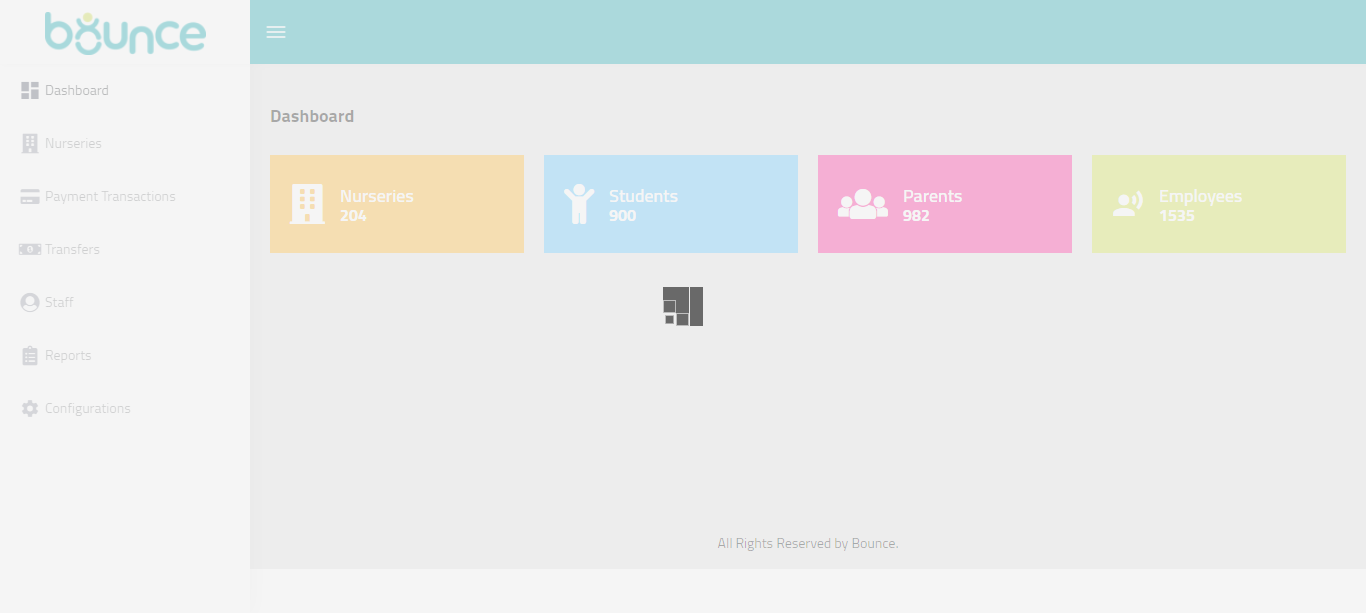 bounce
Dashboard
Nurseries
Payment Transactions
Transfers
Staff
Reports
Configurations
Dashboard
Nurseries
204
Students
900
Parents
982
Employees
1535
All Rights Reserved by Bounce.